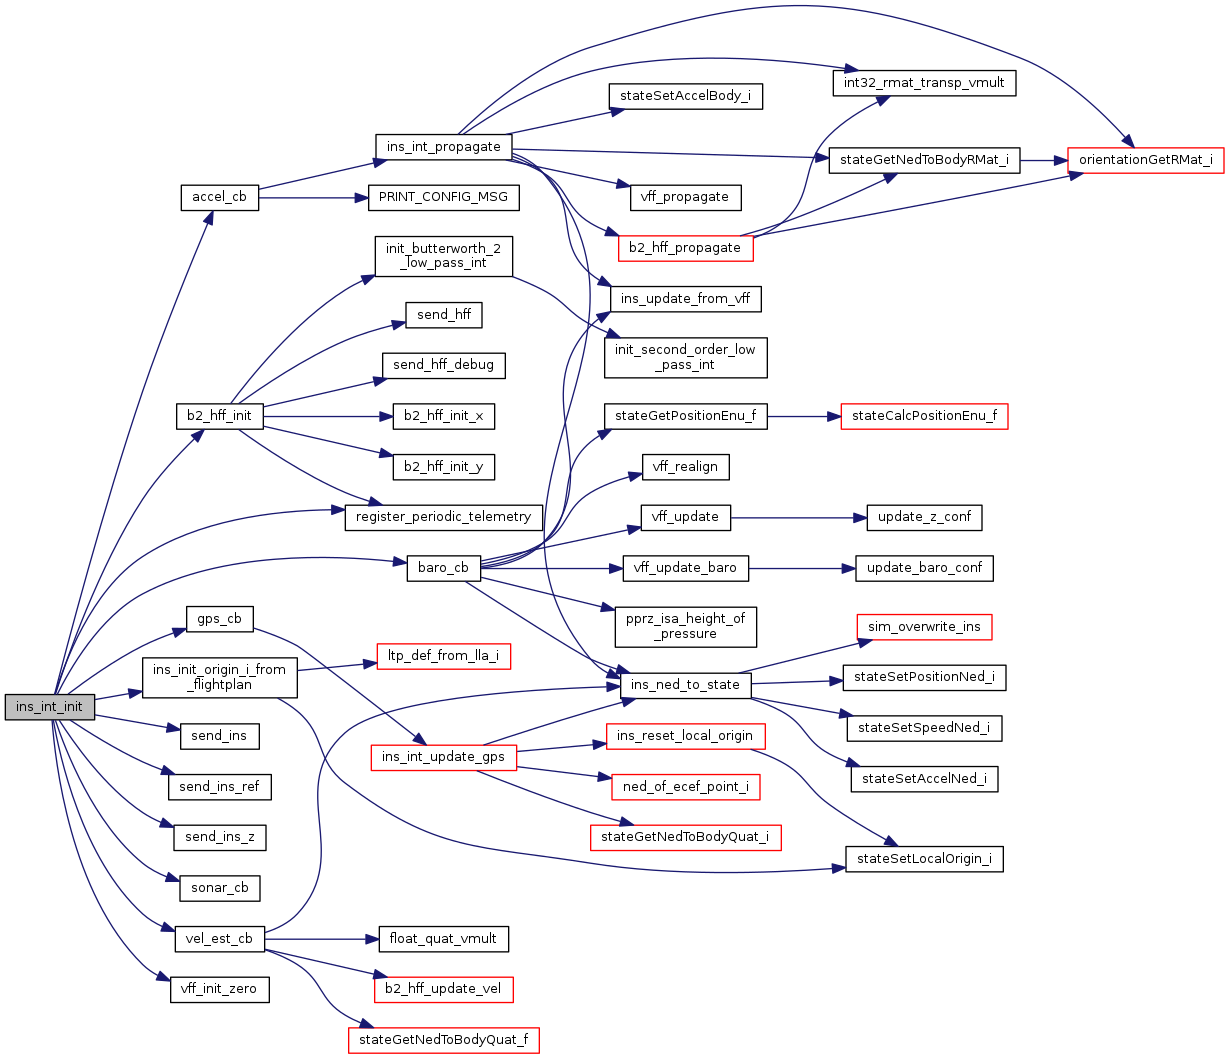 int32_rmat_transp_vmult
stateSetAccelBody_i
ins_int_propagate
stateGetNedToBodyRMat_i
orientationGetRMat_i
accel_cb
PRINT_CONFIG_MSG
vff_propagate
b2_hff_propagate
init_butterworth_2
_low_pass_int
ins_update_from_vff
send_hff
init_second_order_low
_pass_int
send_hff_debug
b2_hff_init
b2_hff_init_x
stateGetPositionEnu_f
stateCalcPositionEnu_f
b2_hff_init_y
vff_realign
register_periodic_telemetry
vff_update
update_z_conf
baro_cb
vff_update_baro
update_baro_conf
gps_cb
pprz_isa_height_of
_pressure
sim_overwrite_ins
ltp_def_from_lla_i
ins_init_origin_i_from
_flightplan
ins_ned_to_state
stateSetPositionNed_i
ins_int_init
send_ins
ins_reset_local_origin
stateSetSpeedNed_i
ins_int_update_gps
send_ins_ref
ned_of_ecef_point_i
stateSetAccelNed_i
send_ins_z
stateGetNedToBodyQuat_i
stateSetLocalOrigin_i
sonar_cb
vel_est_cb
float_quat_vmult
vff_init_zero
b2_hff_update_vel
stateGetNedToBodyQuat_f